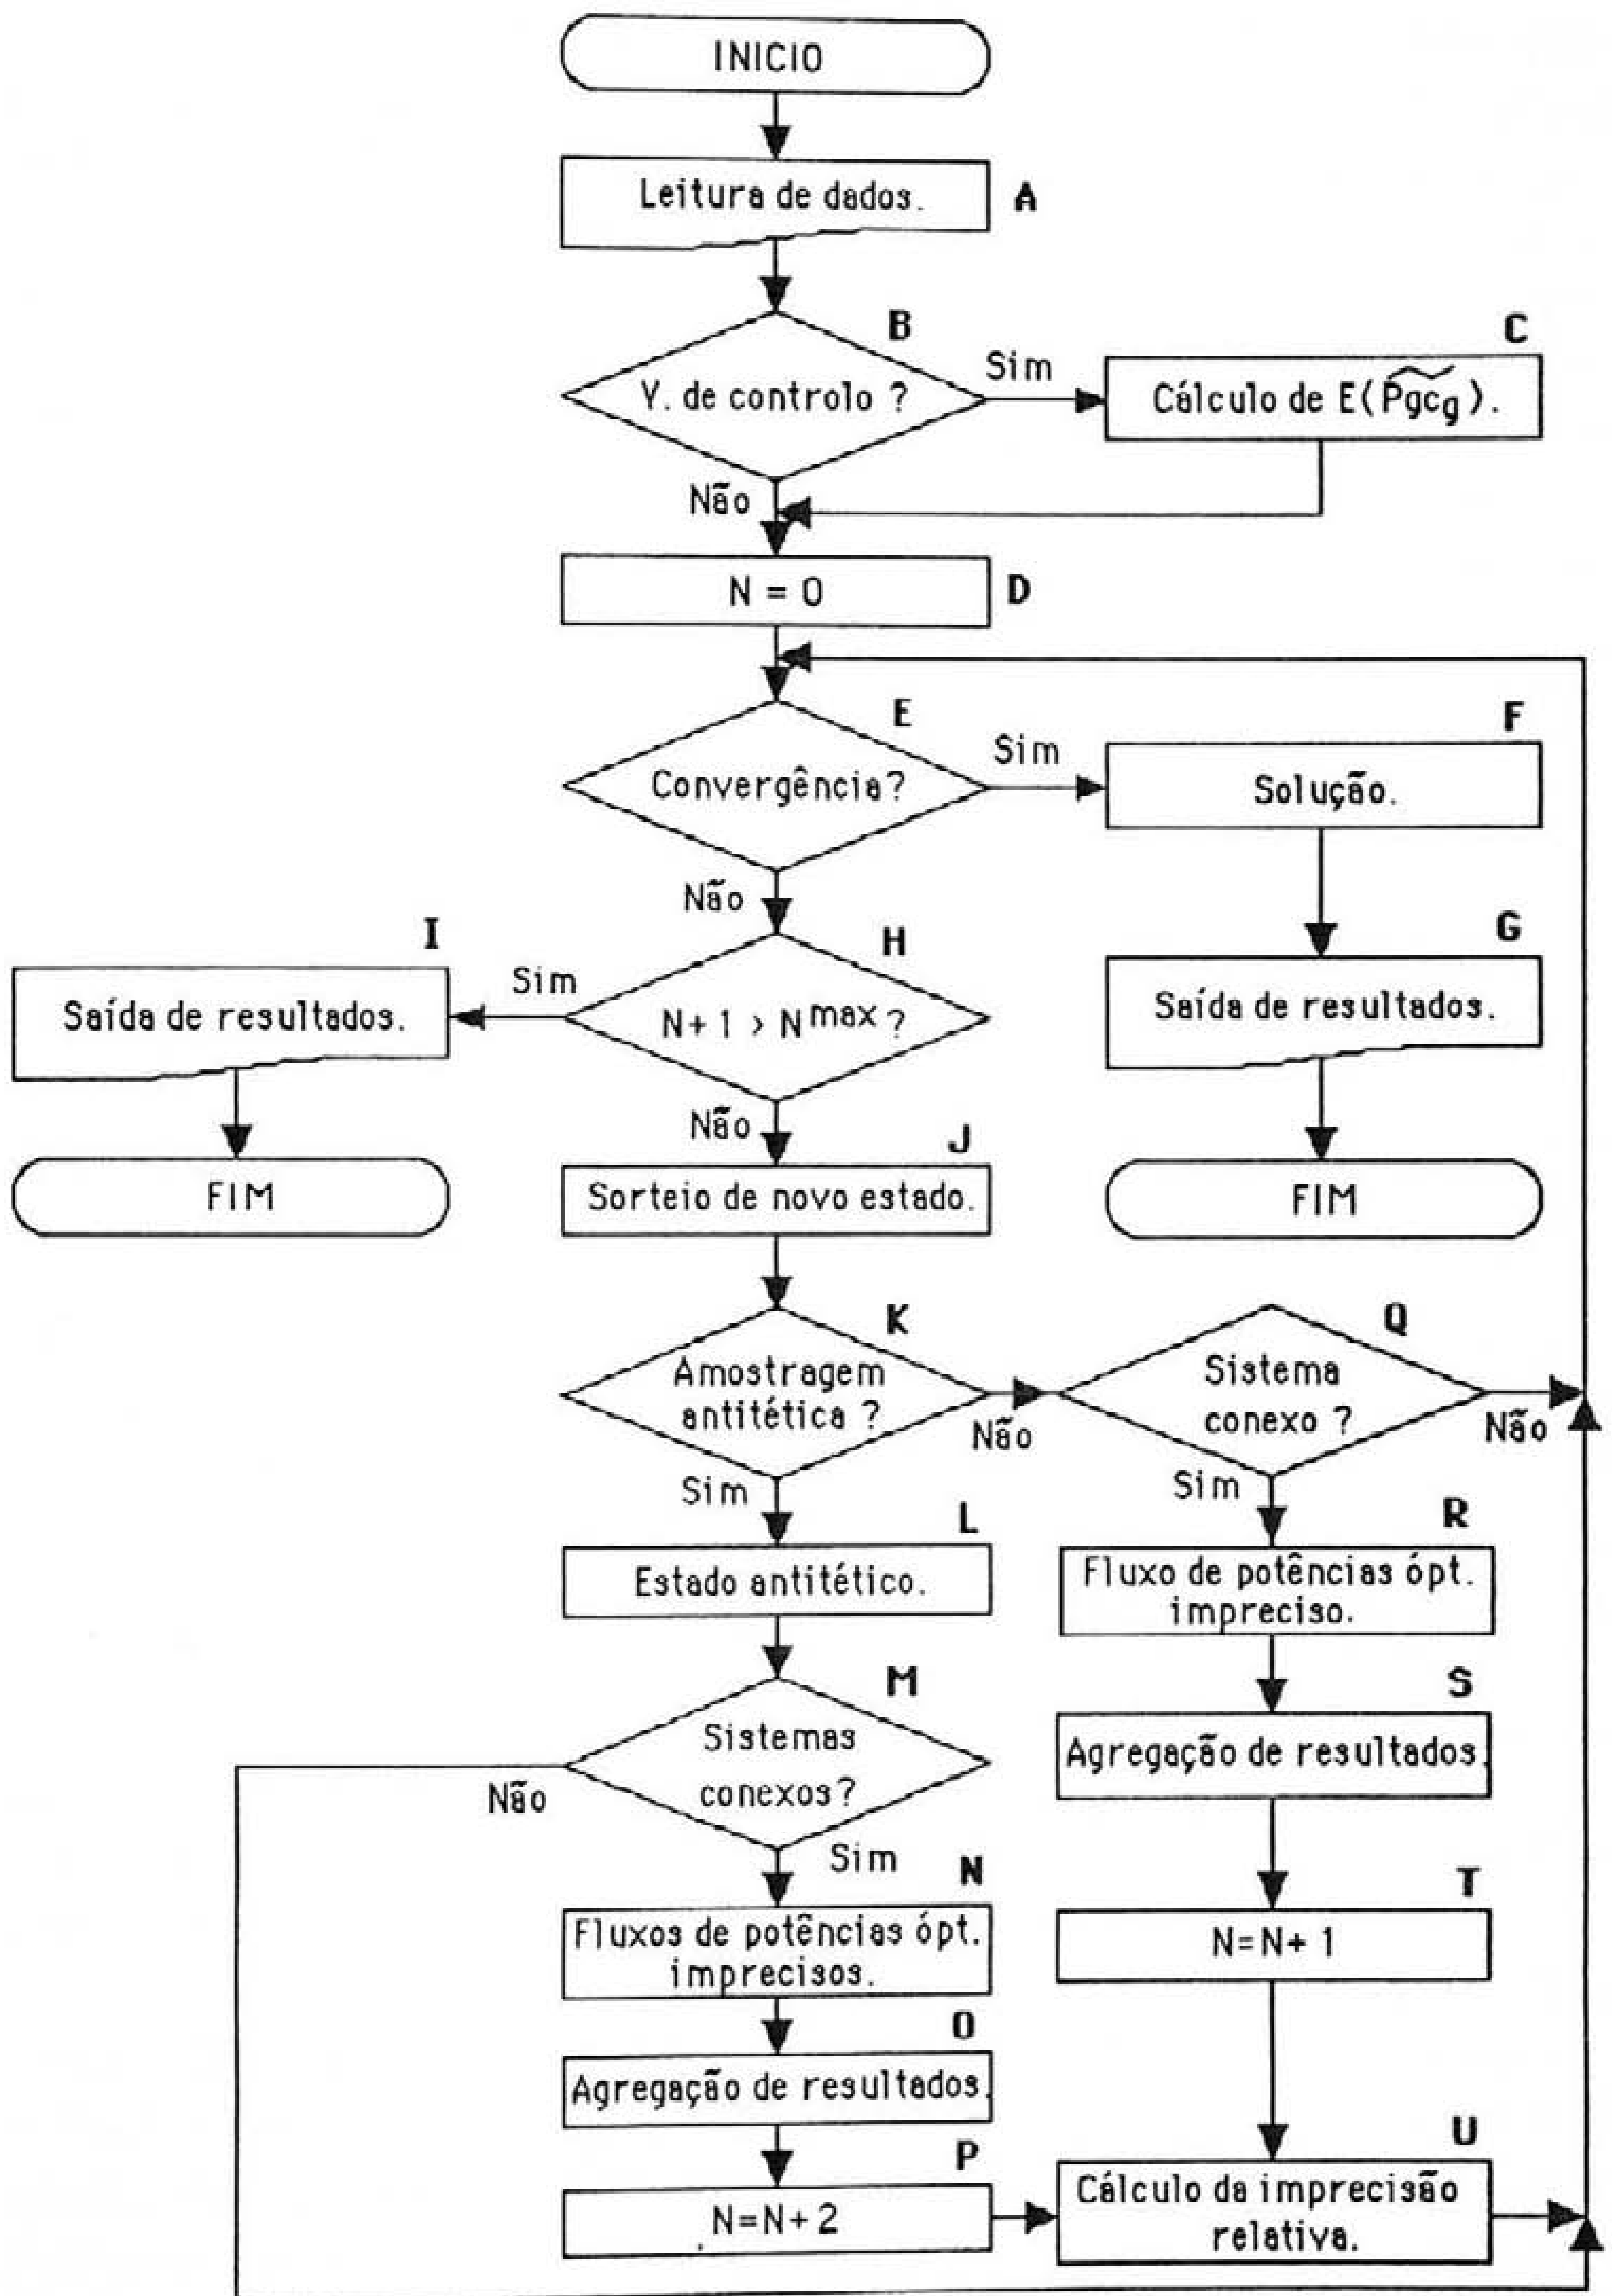 INICIO
Leitura de dados.
A
B
V. de controlo ?
Sim
C
Cálculo de E(P̃gcg).
Não
N = 0
D
E
Convergência?
Sim
F
Solução.
Não
G
Saída de resultados.
FIM
H
N+1 > Nmax ?
Sim
I
Saída de resultados.
FIM
Não
J
Sorteio de novo estado.
K
Amostragem
antitética ?
Não
Q
Sistema
conexo ?
Não
Sim
L
Estado antitético.
Sim
R
Fluxo de potências ópt.
impreciso.
M
Sistemas
conexos?
Não
S
Agregação de resultados.
Sim
N
Fluxos de potências ópt.
imprecisos.
T
N=N+1
O
Agregação de resultados.
P
N=N+2
U
Cálculo da imprecisão
relativa.